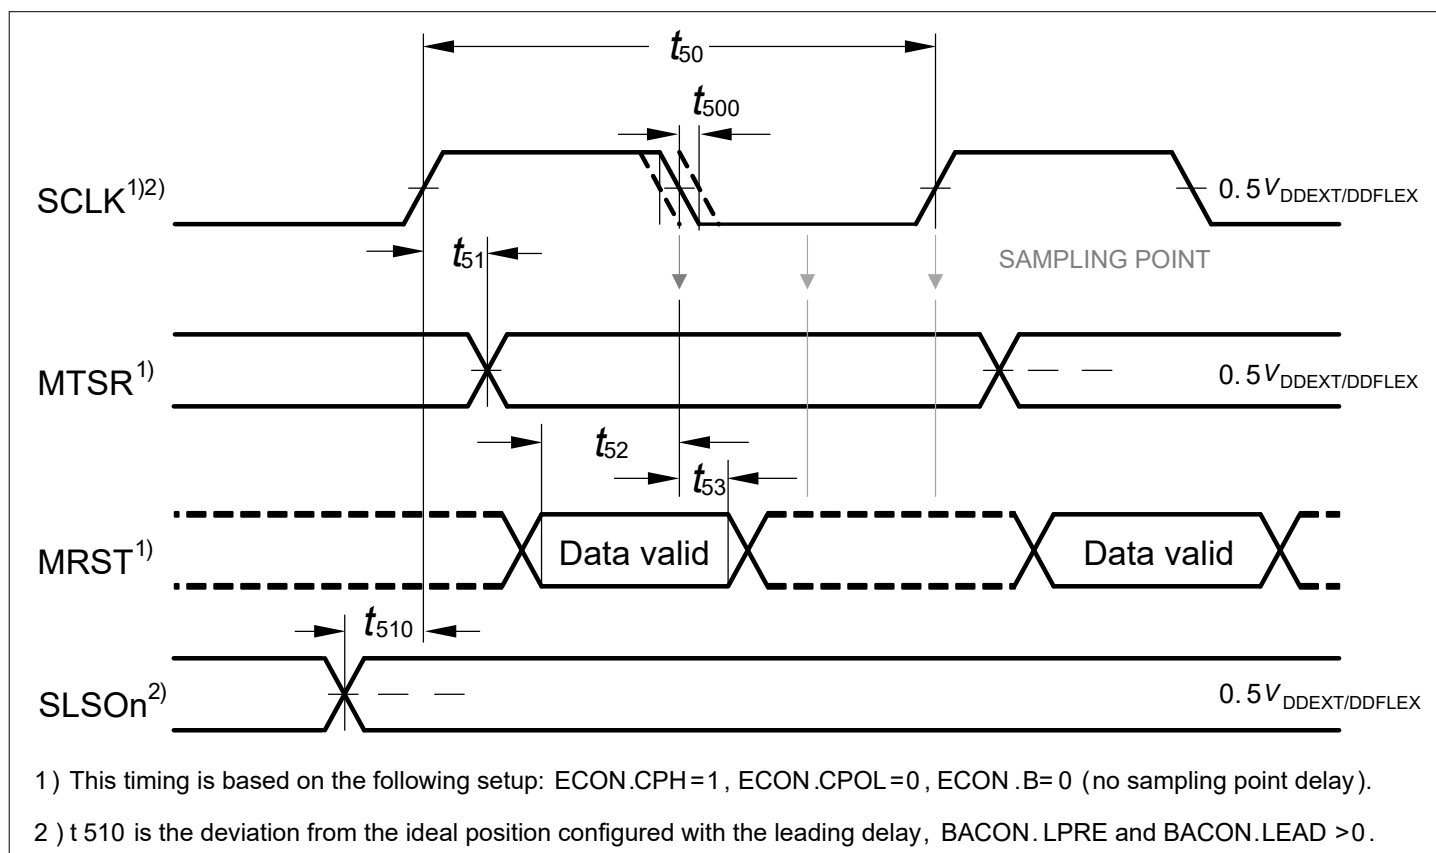 t50
t500
SCLK1)2)
0.5VDDEXT/DDFLEX
t51
SAMPLING POINT
MTSR1)
0.5VDDEXT/DDFLEX
t52
t53
MRST1)
Data valid
Data valid
t510
SLSOn2)
0.5VDDEXT/DDFLEX
1) This timing is based on the following setup: ECON.CPH=1, ECON.CPOL=0, ECON.B=0 (no sampling point delay).
2) t510 is the deviation from the ideal position configured with the leading delay, BACON.LPRE and BACON.LEAD >0.